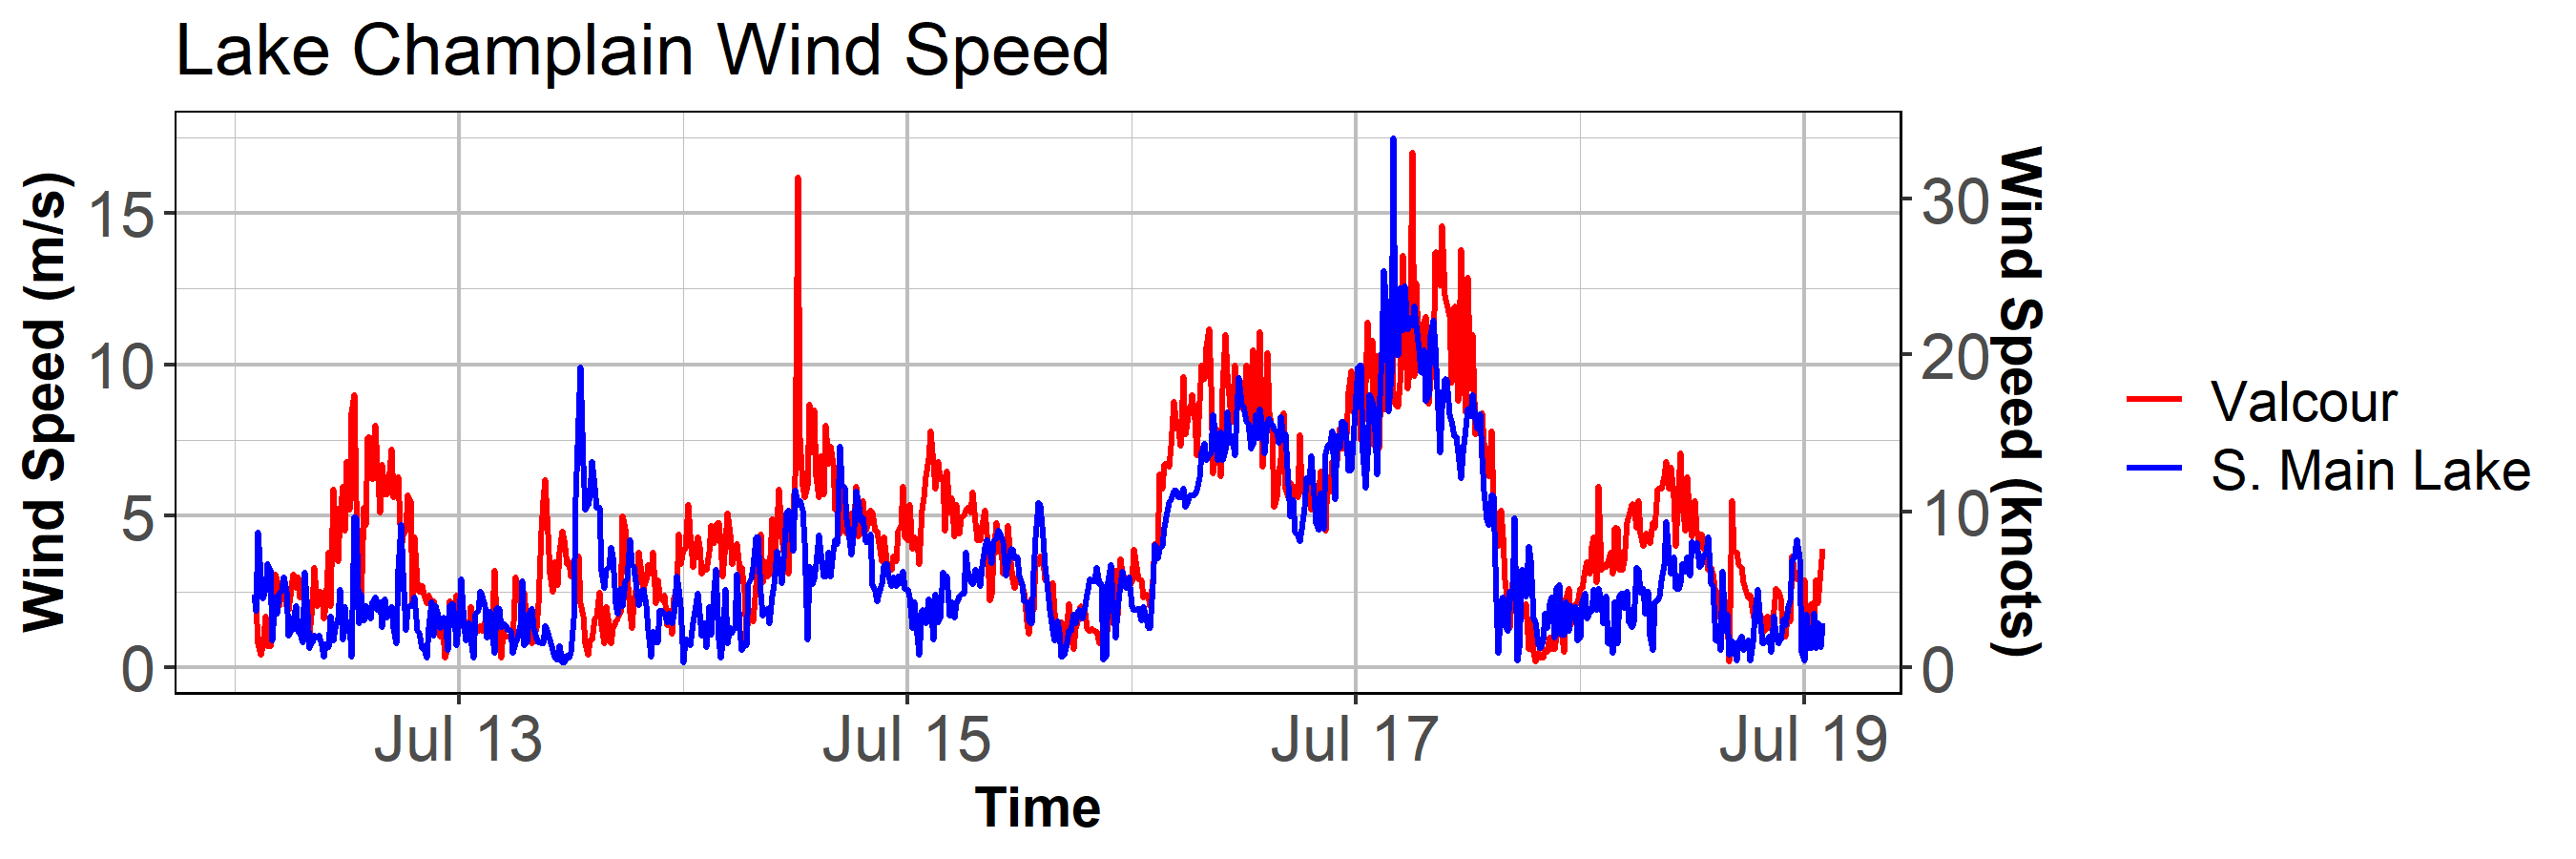 Lake Champlain Wind Speed
Wind Speed (m/s)
15
10
5
0
30
20
10
0
Wind Speed (knots)
Jul 13
Jul 15
Jul 17
Jul 19
Time
Valcour
S. Main Lake